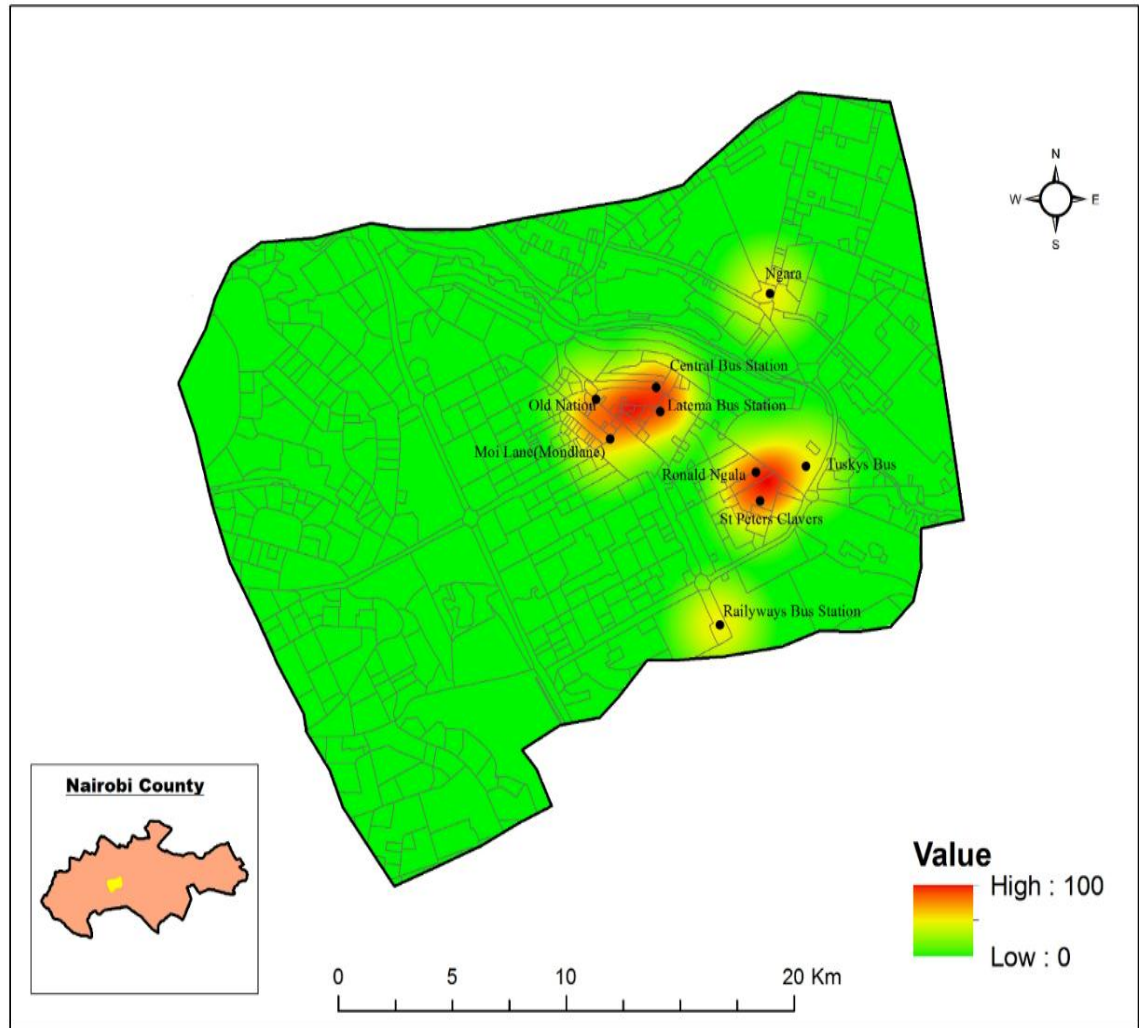 N
W E
S
Ngara
Central Bus Station
Old Nation
Latema Bus Station
Moi Lane(Mondlane)
Ronald Ngala
Tuskys Bus
St Peters Clavers
Railyways Bus Station
Nairobi County
Value
High : 100
Low : 0
0 5 10 20 Km